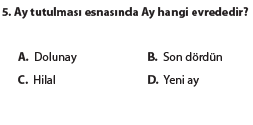 5. Ay tutulması esnasında Ay hangi evrededir?
A. Dolunay B. Son dördün
C. Hilal D. Yeni ay